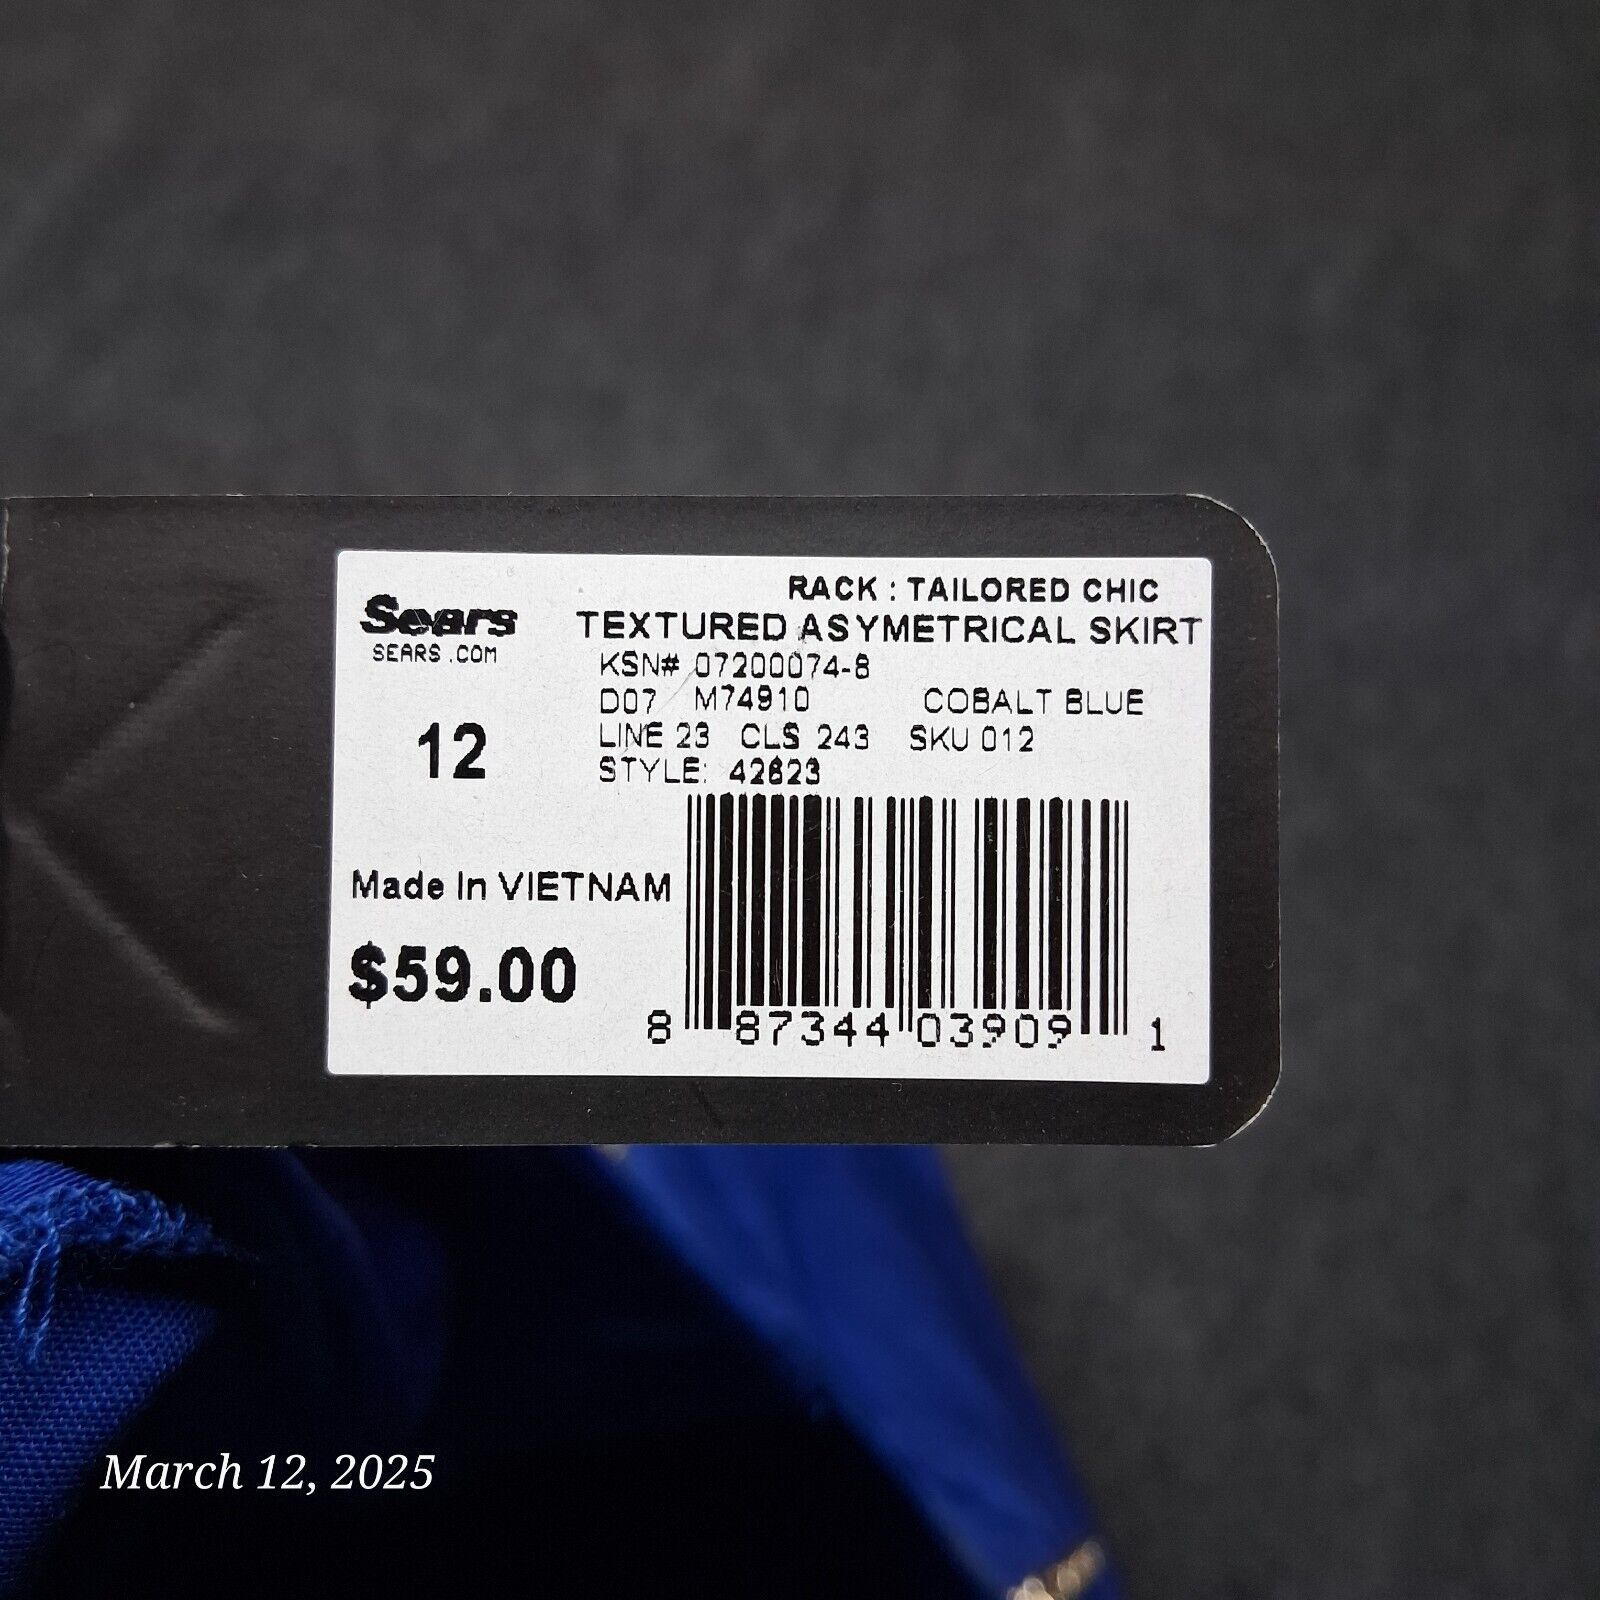 RACK : TAILORED CHIC
Sears
SEARS.COM
TEXTURED ASYMETRICAL SKIRT
KSN# 07200074-8
D07 M74910 COBALT BLUE
LINE 23 CLS 243 SKU 012
STYLE: 42823
12
Made In VIETNAM
$59.00
8 87344 03909 1
March 12, 2025